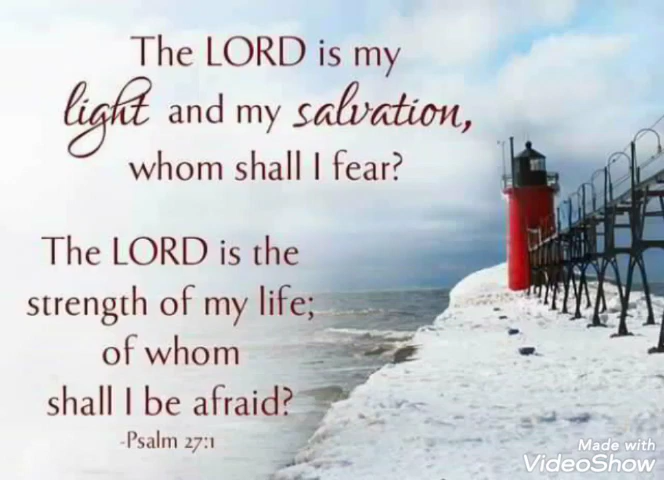 The LORD is my
light and my salvation,
whom shall I fear?
The LORD is the
strength of my life;
of whom
shall I be afraid?
-Psalm 27:1
Made with
VideoShow